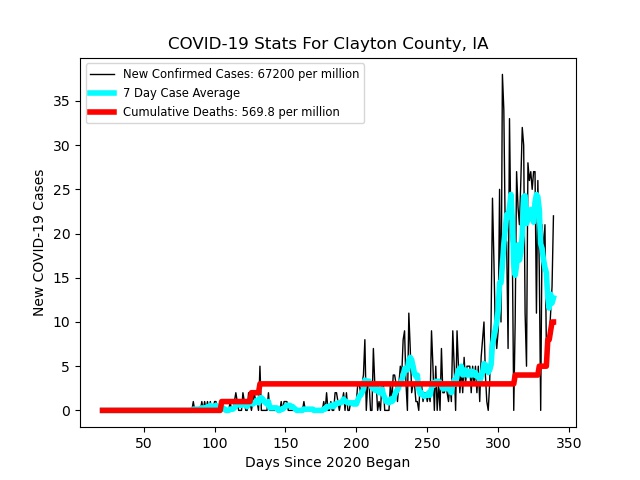 COVID-19 Stats For Clayton County, IA
New Confirmed Cases: 67200 per million
7 Day Case Average
Cumulative Deaths: 569.8 per million
New COVID-19 Cases
35
30
25
20
15
10
5
0
50
100
150
200
250
300
350
Days Since 2020 Began